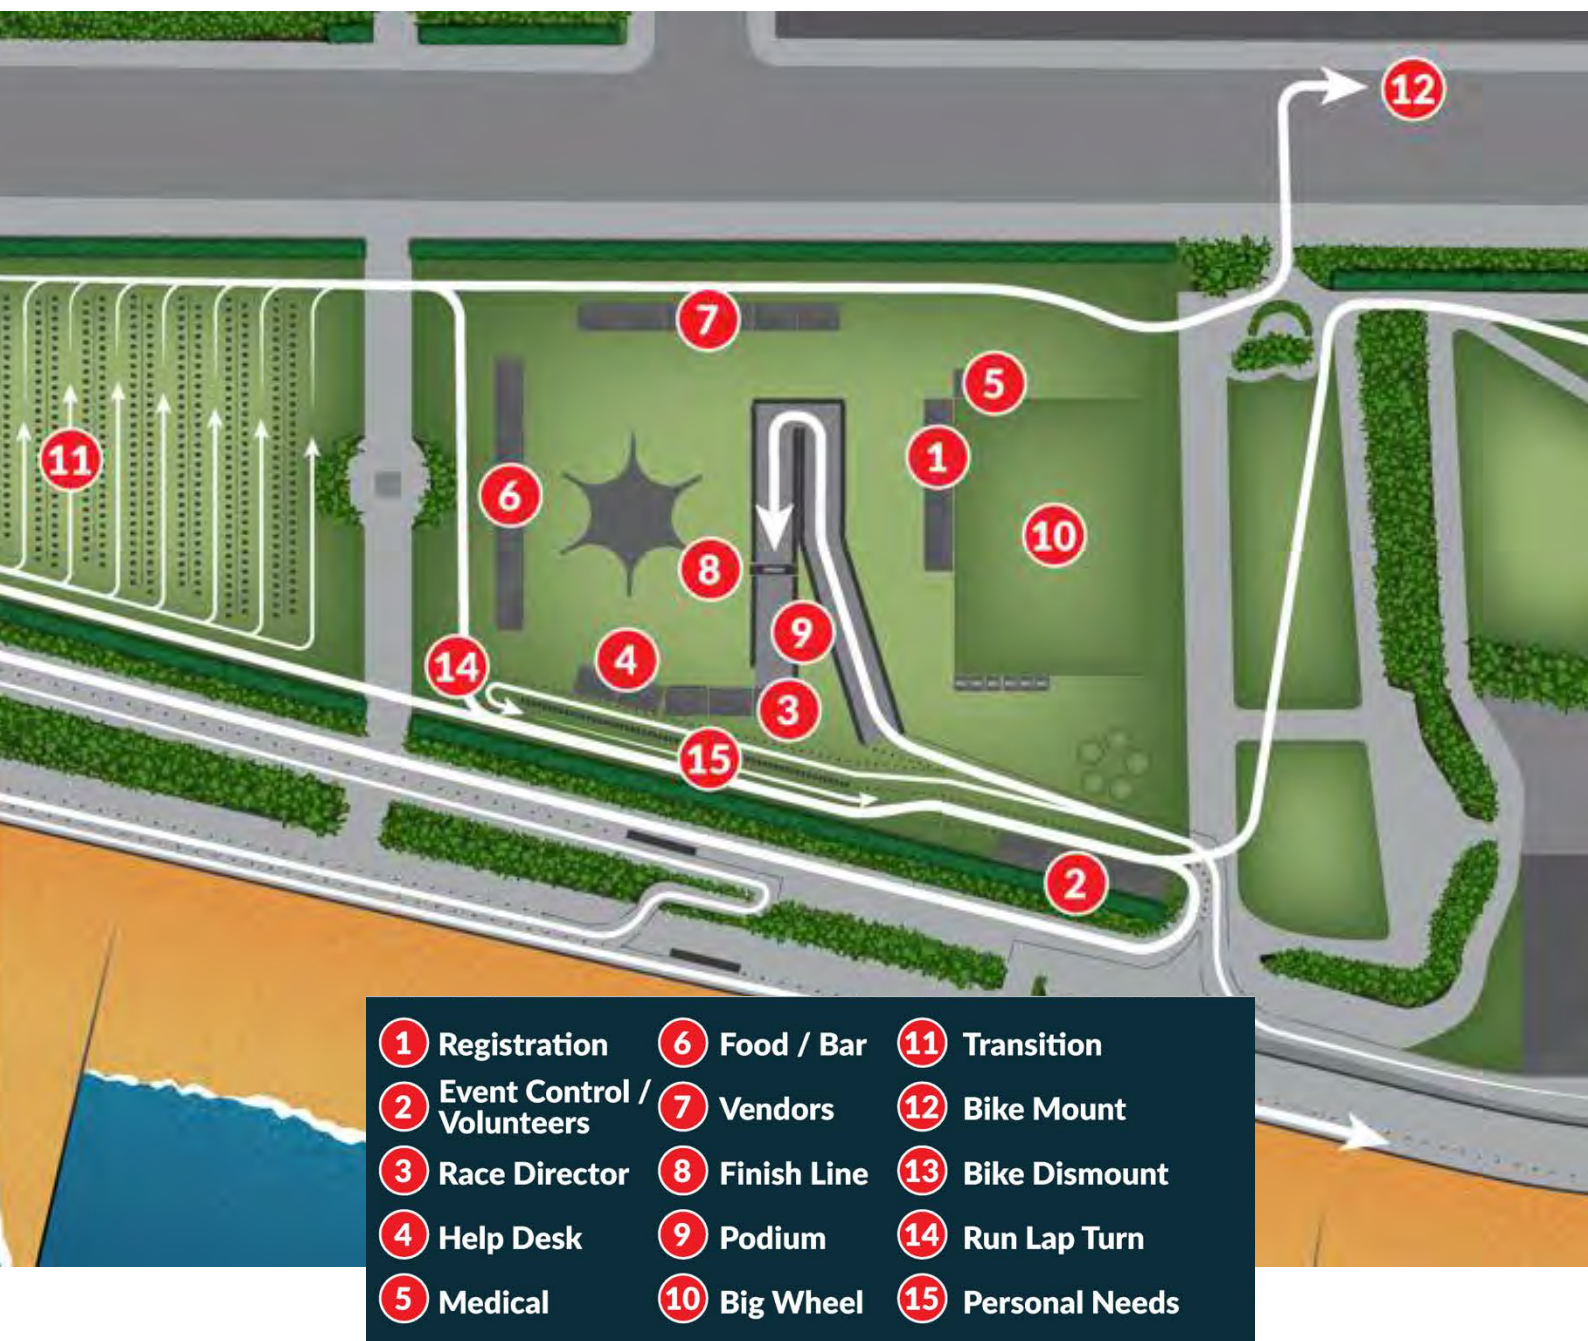 12
7
5
11
1
6
10
8
9
4
14
3
15
2
1 Registration
2 Event Control /
Volunteers
3 Race Director
4 Help Desk
5 Medical
6 Food / Bar
7 Vendors
8 Finish Line
9 Podium
10 Big Wheel
11 Transition
12 Bike Mount
13 Bike Dismount
14 Run Lap Turn
15 Personal Needs